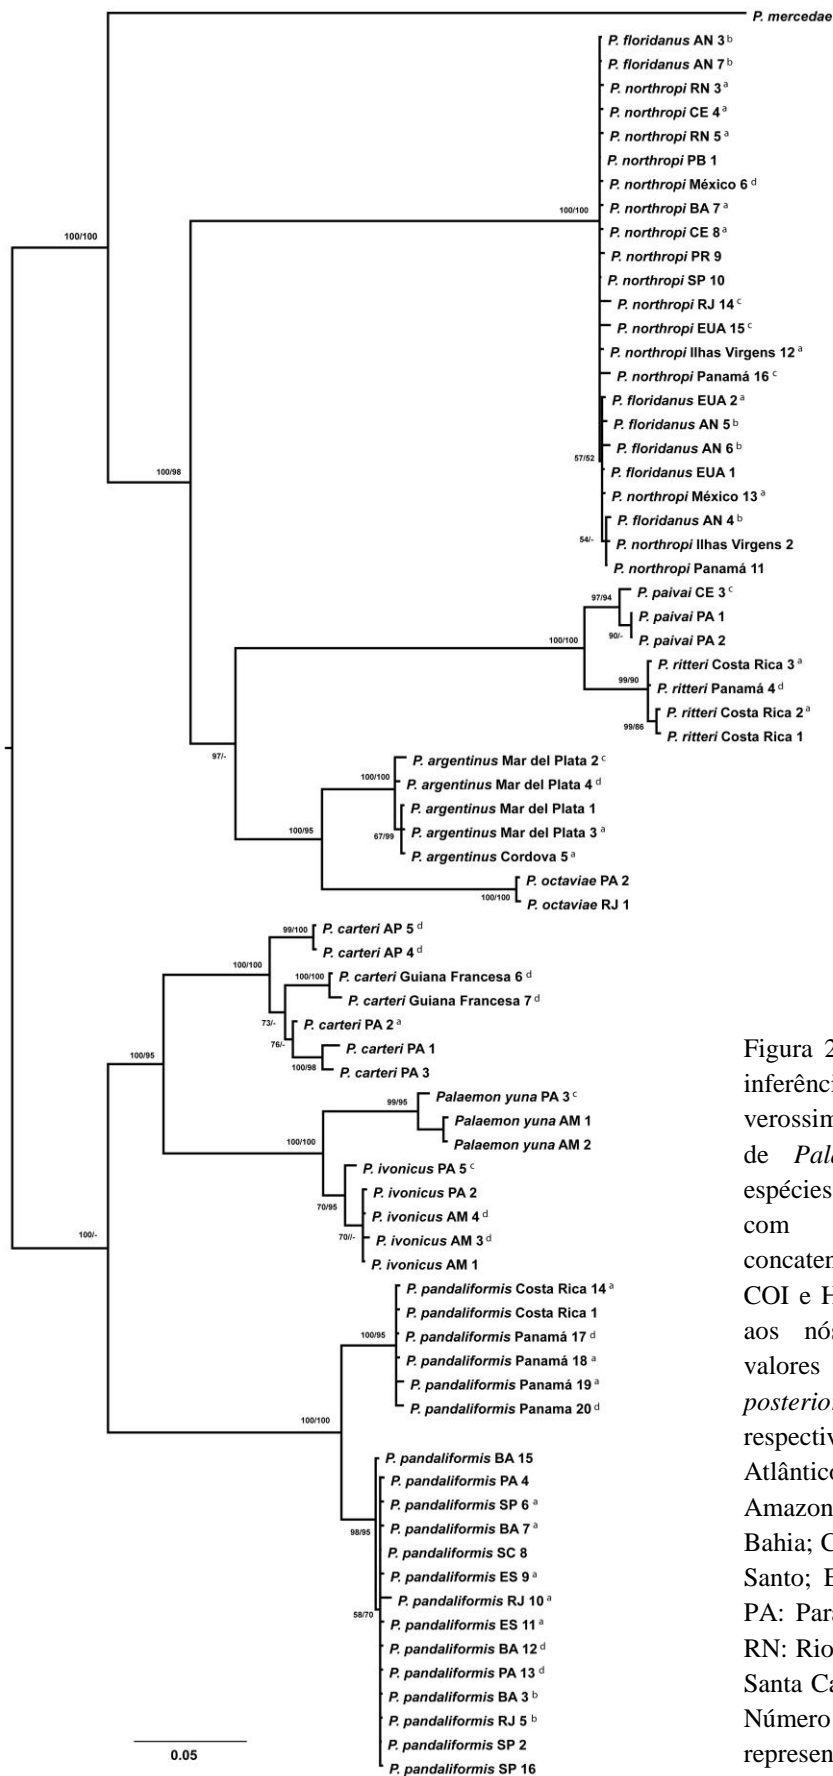 P. mercedae
P. floridanus AN 3 b
P. floridanus AN 7 b
P. northropi RN 3 a
P. northropi CE 4 a
P. northropi RN 5 a
P. northropi PB 1
P. northropi México 6 d
P. northropi BA 7 a
100/100
P. northropi CE 8 a
100/100
P. northropi PR 9
P. northropi SP 10
P. northropi RJ 14 c
P. northropi EUA 15 c
P. northropi Ilhas Virgens 12 a
P. northropi Panamá 16 c
P. floridanus EUA 2 a
P. floridanus AN 5 b
P. floridanus AN 6 b
57/52
100/98
P. floridanus EUA 1
P. northropi México 13 a
P. floridanus AN 4 b
54/-
P. northropi Ilhas Virgens 2
P. northropi Panamá 11
P. paivai CE 3 c
97/94
P. paivai PA 1
90/-
P. paivai PA 2
100/100
P. ritteri Costa Rica 3 a
99/90
P. ritteri Panamá 4 d
P. ritteri Costa Rica 2 a
99/86
P. ritteri Costa Rica 1
97/-
P. argentinus Mar del Plata 2 c
100/100
P. argentinus Mar del Plata 4 d
P. argentinus Mar del Plata 1
100/95
P. argentinus Mar del Plata 3 a
67/99
P. argentinus Cordova 5 a
P. octaviae PA 2
100/100
P. octaviae RJ 1
P. carteri AP 5 d
99/100
P. carteri AP 4 d
100/100
P. carteri Guiana Francesa 6 d
100/100
P. carteri Guiana Francesa 7 d
73/-
P. carteri PA 2 a
76/-
P. carteri PA 1
100/98
P. carteri PA 3
100/95
Palaemon yuna PA 3 c
99/95
Palaemon yuna AM 1
Palaemon yuna AM 2
100/100
P. ivonicus PA 5 c
70/95
P. ivonicus PA 2
P. ivonicus AM 4 d
P. ivonicus AM 3 d
70//-
P. ivonicus AM 1
100/-
P. pandaliformis Costa Rica 14 a
P. pandaliformis Costa Rica 1
100/95
P. pandaliformis Panamá 17 d
P. pandaliformis Panamá 18 a
P. pandaliformis Panamá 19 a
P. pandaliformis Panama 20 d
100/100
P. pandaliformis BA 15
P. pandaliformis PA 4
P. pandaliformis SP 6 a
P. pandaliformis BA 7 a
98/95
P. pandaliformis SC 8
P. pandaliformis ES 9 a
P. pandaliformis RJ 10 a
58/70
P. pandaliformis ES 11 a
P. pandaliformis BA 12 d
P. pandaliformis PA 13 d
P. pandaliformis BA 3 b
P. pandaliformis RJ 5 b
P. pandaliformis SP 2
P. pandaliformis SP 16
0.05
Figura 2
inferênci
verossim
de Pala
espécies
com
concaten
COI e H
aos nós
valores
posterio
respectiv
Atlântico
Amazon
Bahia; C
Santo; E
PA: Pará
RN: Rio
Santa Ca
Número
represen